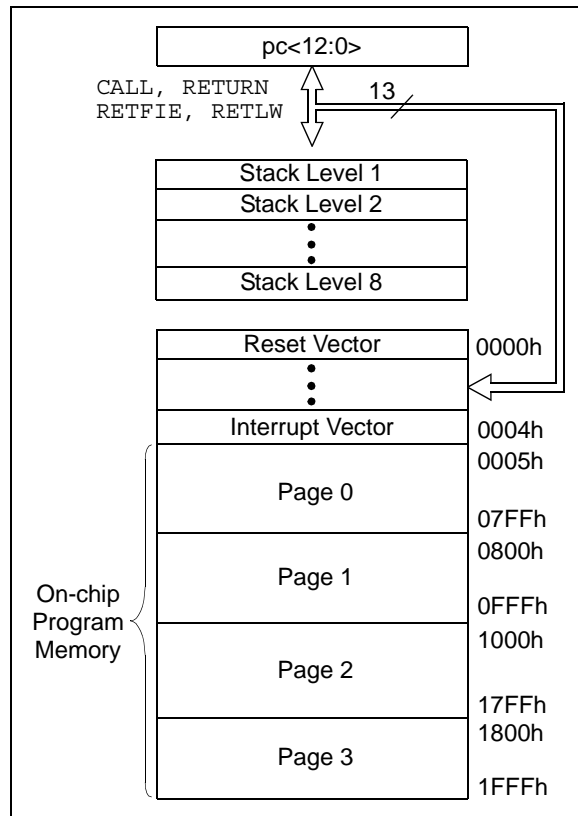 pc<12:0>
CALL, RETURN
RETFIE, RETLW
13
Stack Level 1
Stack Level 2
Stack Level 8
Reset Vector
0000h
Interrupt Vector
0004h
0005h
Page 0
07FFh
0800h
Page 1
0FFFh
On-chip
Program
Memory
1000h
Page 2
17FFh
1800h
Page 3
1FFFh